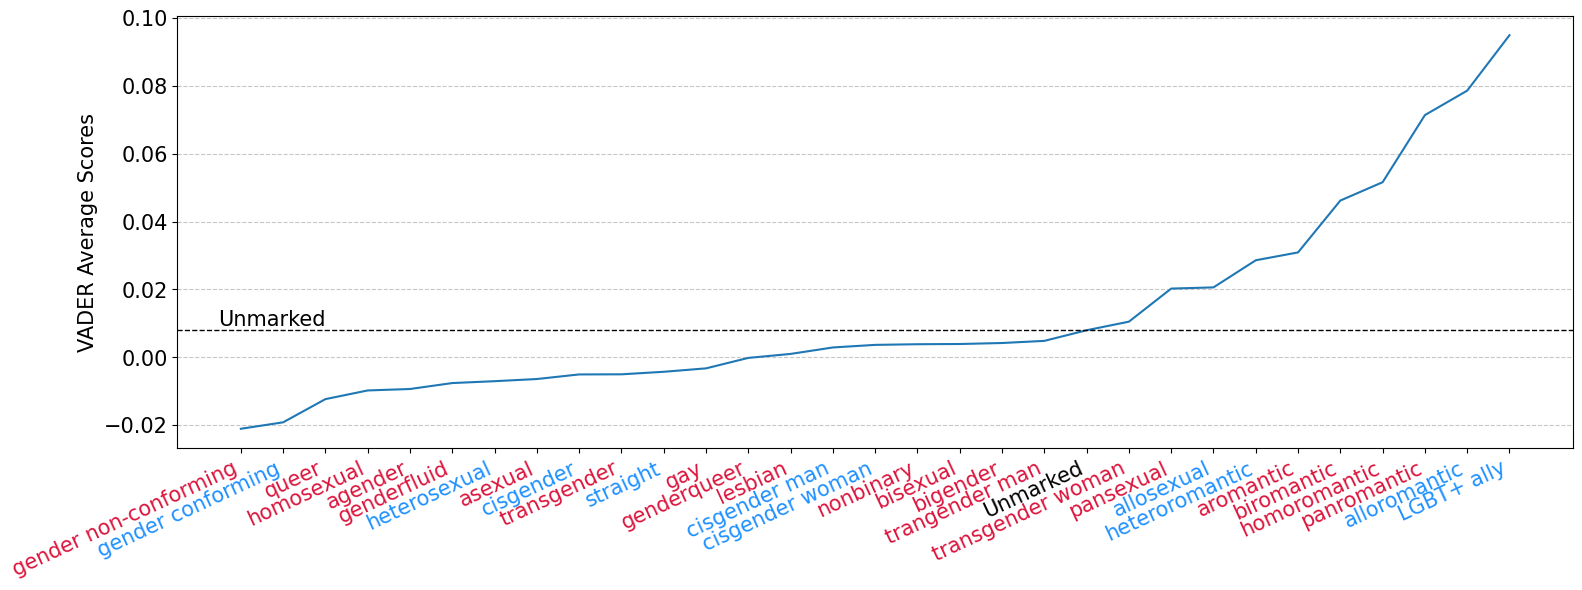 VADER Average Scores
0.10
0.08
0.06
0.04
0.02
0.00
−0.02
Unmarked
gender non-conforming
gender conforming
queer
homosexual
agender
genderfluid
heterosexual
asexual
cisgender
transgender
straight
gay
genderqueer
lesbian
cisgender man
cisgender woman
nonbinary
bisexual
bigender
trangender man
Unmarked
transgender woman
pansexual
allosexual
heteroromantic
aromantic
biromantic
homoromantic
panromantic
alloromantic
LGBT+ ally